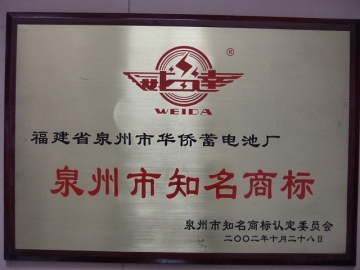 ®
WEIDA
福建省泉州市华侨蓄电池厂
泉州市知名商标
泉州市知名商标认定委员会
二〇〇二年十月二十八日